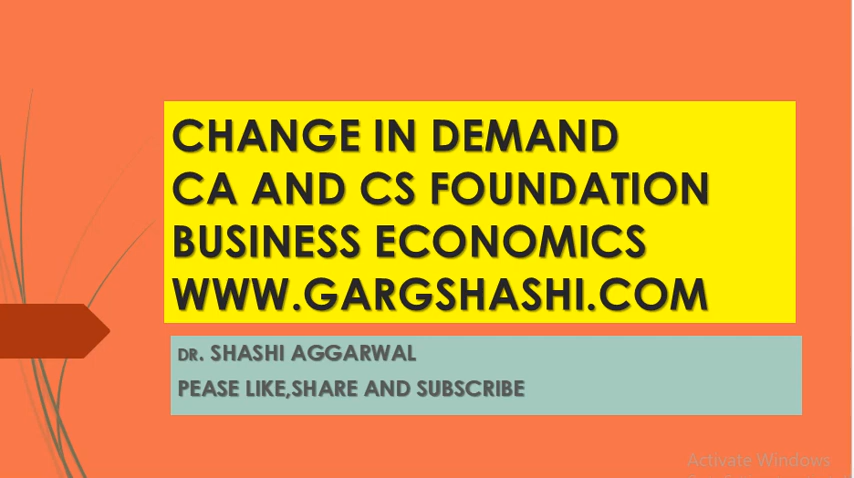 CHANGE IN DEMAND
CA AND CS FOUNDATION
BUSINESS ECONOMICS
WWW.GARGSHASHI.COM
DR. SHASHI AGGARWAL
PEASE LIKE,SHARE AND SUBSCRIBE
Activate Windows